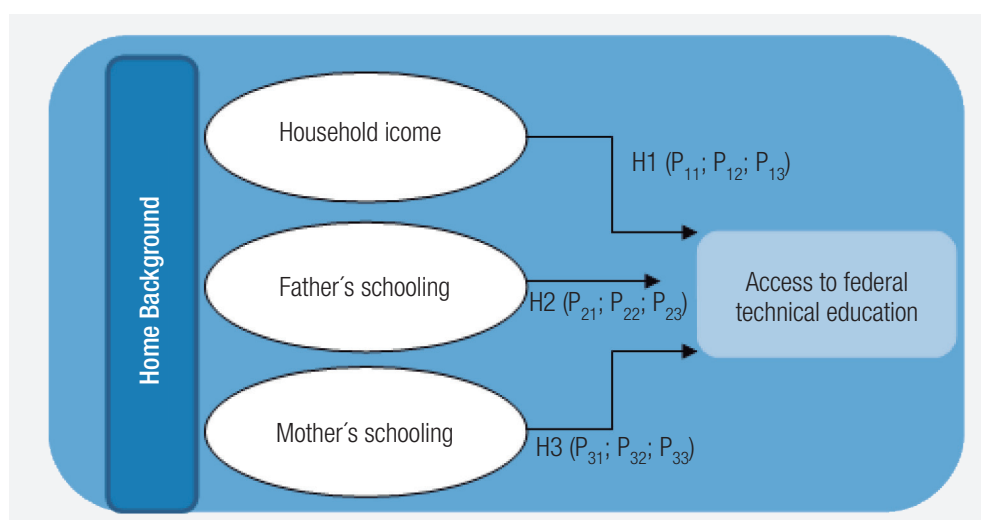 Home Background
Household icome
H1 (P₁₁; P₁₂; P₁₃)
Father´s schooling
H2 (P₂₁; P₂₂; P₂₃)
Access to federal
technical education
Mother´s schooling
H3 (P₃₁; P₃₂; P₃₃)